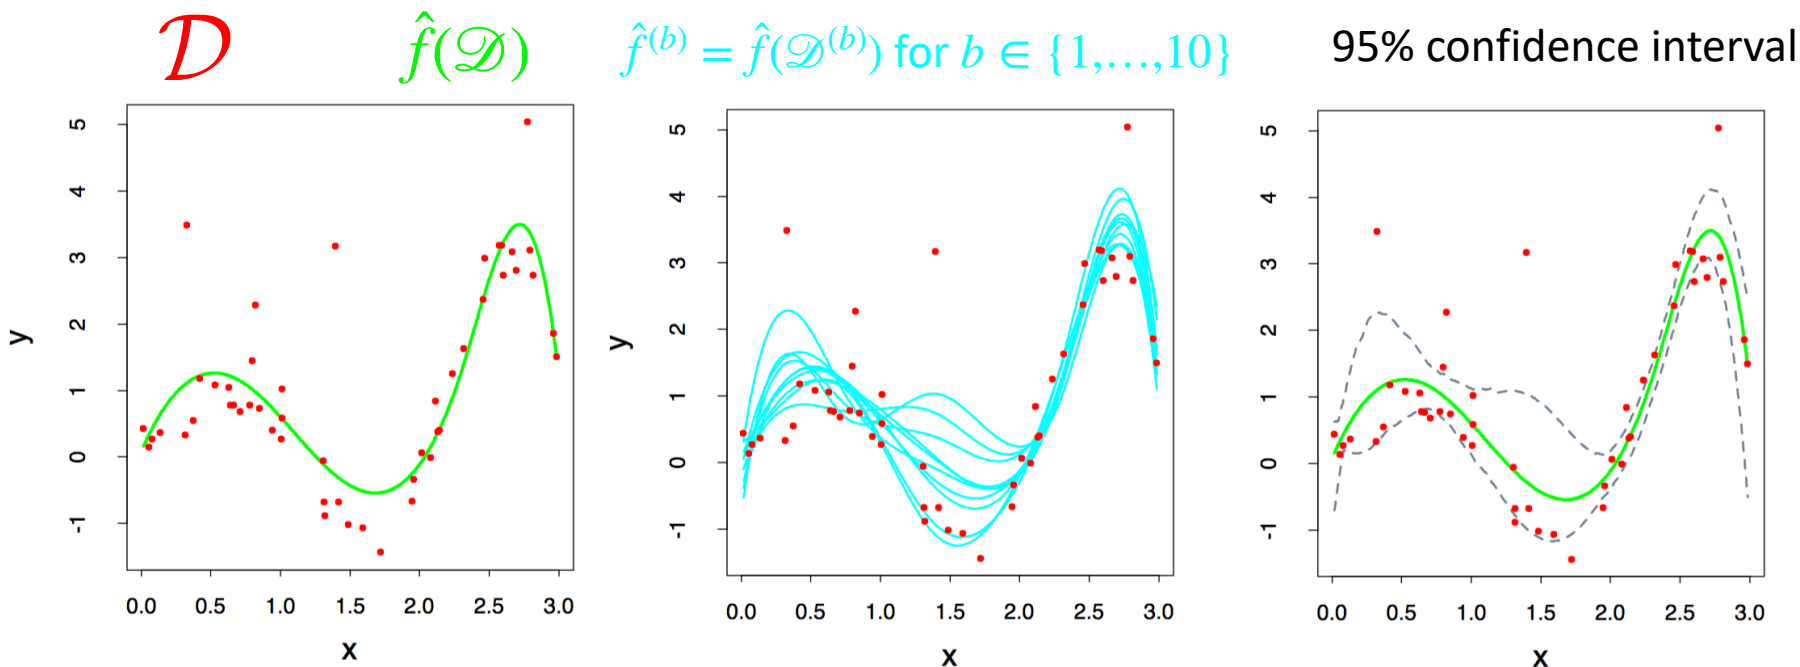 𝒟
f̂(𝒟)
f̂⁽ᵇ⁾ = f̂(𝒟⁽ᵇ⁾) for b ∈ {1,…,10}
95% confidence interval
y
5
4
3
2
1
0
-1
0.0 0.5 1.0 1.5 2.0 2.5 3.0
x
y
5
4
3
2
1
0
-1
0.0 0.5 1.0 1.5 2.0 2.5 3.0
x
5
4
3
2
1
0
-1
0.0 0.5 1.0 1.5 2.0 2.5 3.0
x